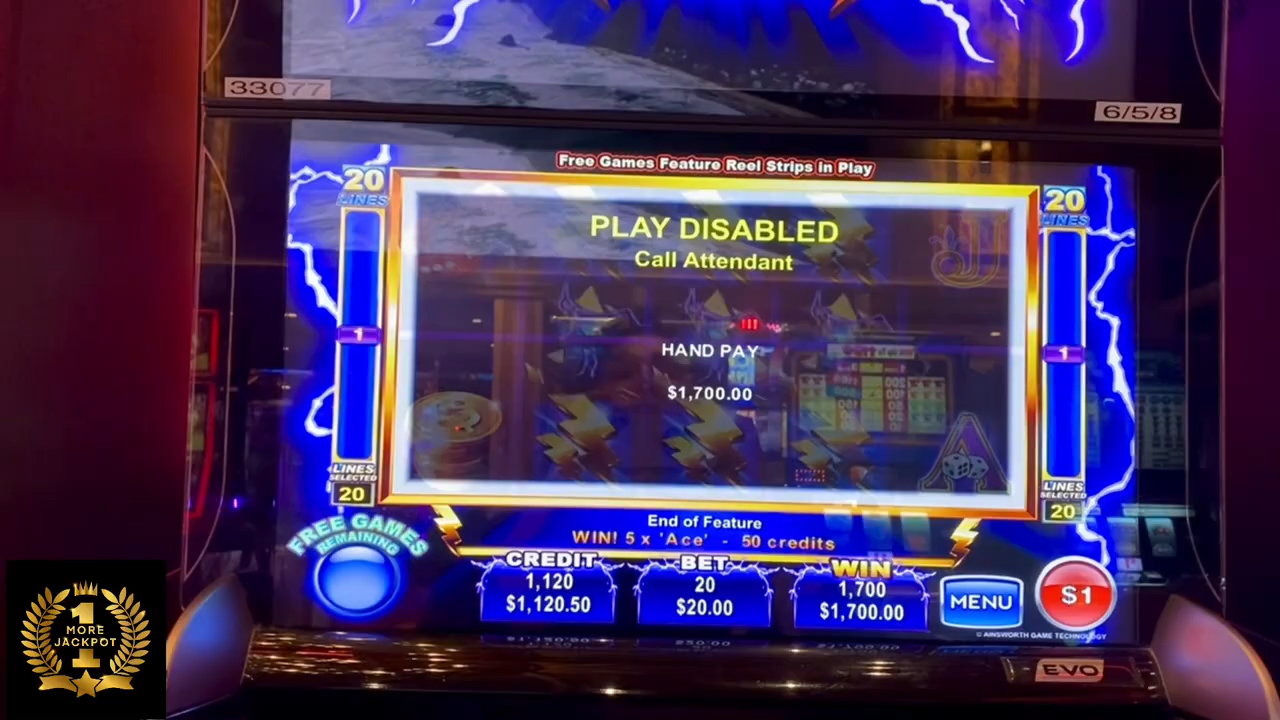 33077
6/5/8
Free Games Feature Reel Strips in Play
20
LINES
20
LINES
PLAY DISABLED
Call Attendant
1
1
HAND PAY
$1,700.00
LINES
SELECTED
20
LINES
SELECTED
20
FREE GAMES
REMAINING
End of Feature
WIN! 5 x 'Ace' - 50 credits
CREDIT
1,120
$1,120.50
BET
20
$20.00
WIN
1,700
$1,700.00
MENU
$1
© AINSWORTH GAME TECHNOLOGY
EVO
1
MORE
JACKPOT